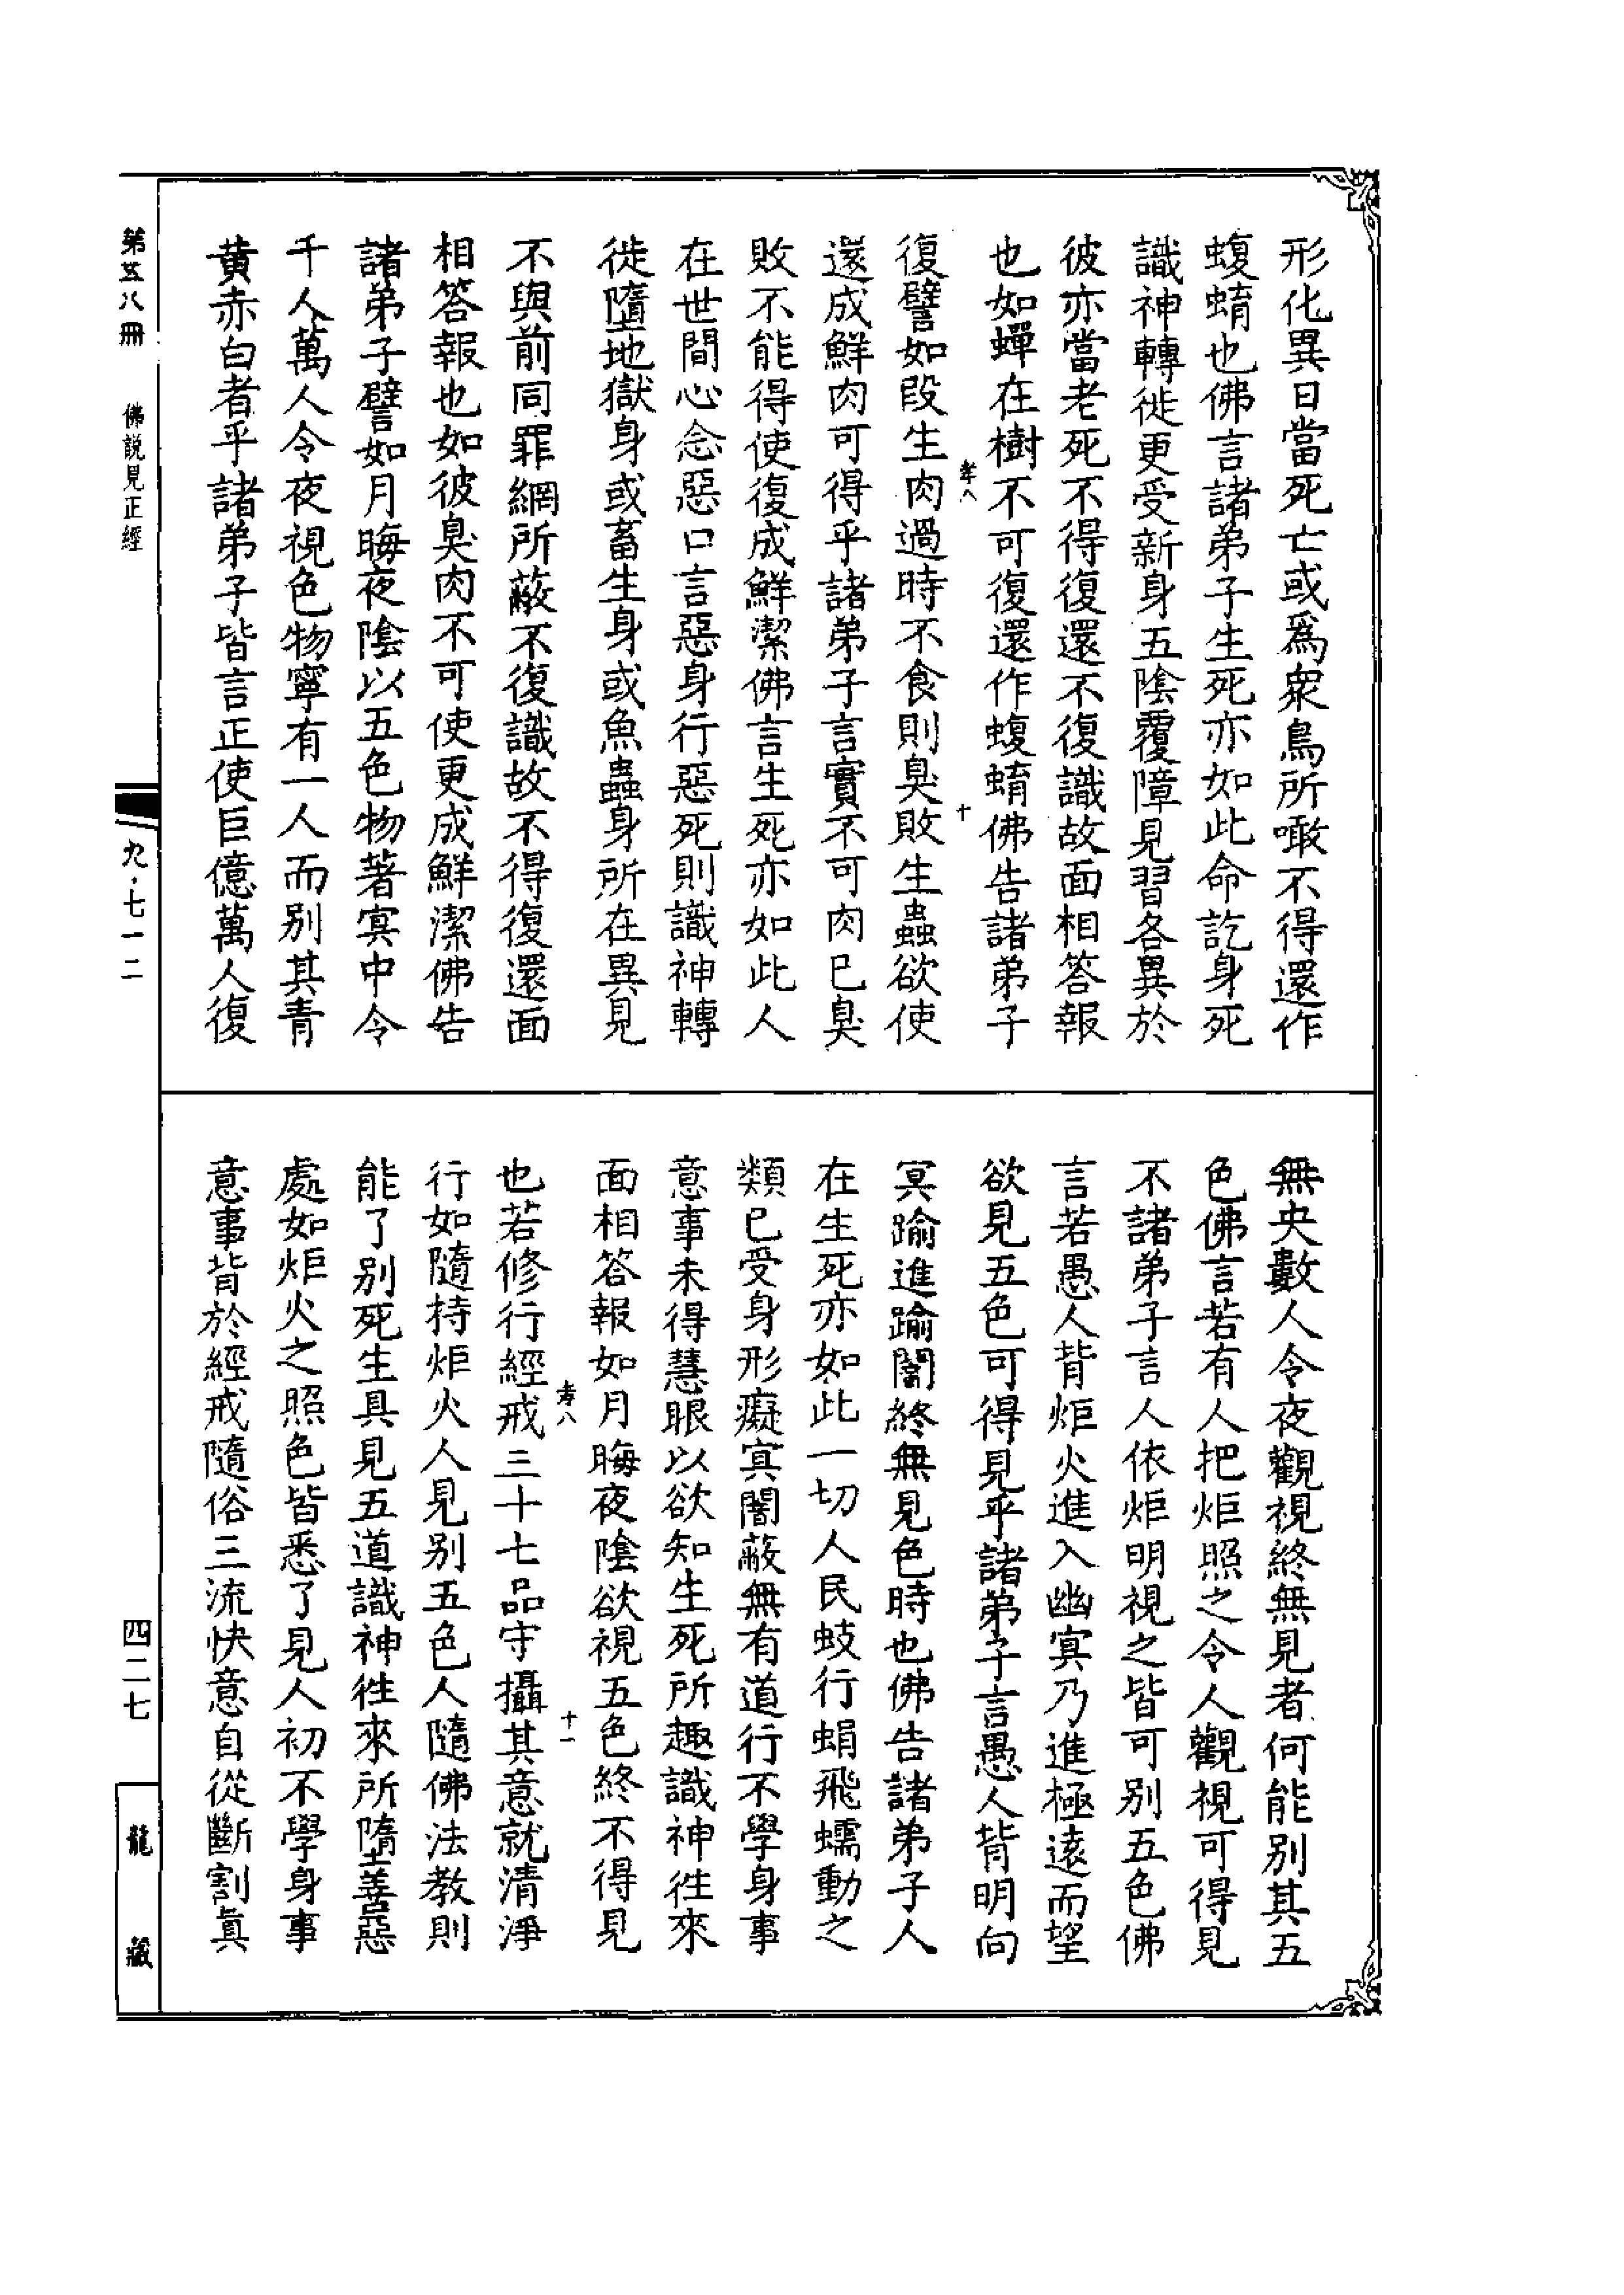 形化異日當死亡或爲衆鳥所噉不得還作
蝮蜟也佛言諸弟子生死亦如此命訖身死
識神轉徙更受新身五陰覆障見習各異於
彼亦當老死不得復還不復識故面相答報
也如蟬在樹不可復還作蝮蜟佛告諸弟子
孝八
十
復譬如段生肉過時不食則臭敗生蟲欲使
還成鮮肉可得乎諸弟子言實不可肉已臭
敗不能得使復成鮮潔佛言生死亦如此人
在世間心念惡口言惡身行惡死則識神轉
徙墮地獄身或畜生身或魚蟲身所在異見
不與前同罪網所蔽不復識故不得復還面
相答報也如彼臭肉不可使更成鮮潔佛告
諸弟子譬如月晦夜陰以五色物著冥中令
千人萬人令夜視色物寧有一人而別其青
黃赤白者乎諸弟子皆言正使巨億萬人復
無央數人令夜觀視終無見者何能別其五
色佛言若有人把炬照之令人觀視可得見
不諸弟子言人依炬明視之皆可別五色佛
言若愚人背炬火進入幽冥乃進極遠而望
欲見五色可得見乎諸弟子言愚人背明向
冥踰進踰闇終無見色時也佛告諸弟子人
在生死亦如此一切人民蚑行蜎飛蠕動之
類已受身形癡冥闇蔽無有道行不學身事
意事未得慧眼以欲知生死所趣識神往來
面相答報如月晦夜陰欲視五色終不得見
孝八
十一
也若修行經戒三十七品守攝其意就清淨
行如隨持炬火人見別五色人隨佛法教則
能了別死生具見五道識神往來所墮善惡
處如炬火之照色皆悉了見人初不學身事
意事背於經戒隨俗三流快意自從斷割真
第五八冊
佛説見正經
九·七一二
四二七
龍藏